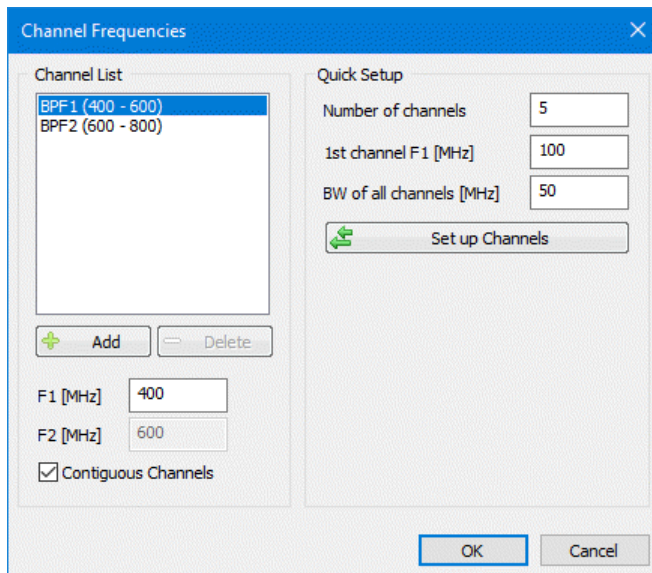 Channel Frequencies
Channel List
BPF1 (400 - 600)
BPF2 (600 - 800)
Add
Delete
F1 [MHz]
400
F2 [MHz]
600
Contiguous Channels
Quick Setup
Number of channels
5
1st channel F1 [MHz]
100
BW of all channels [MHz]
50
Set up Channels
OK
Cancel